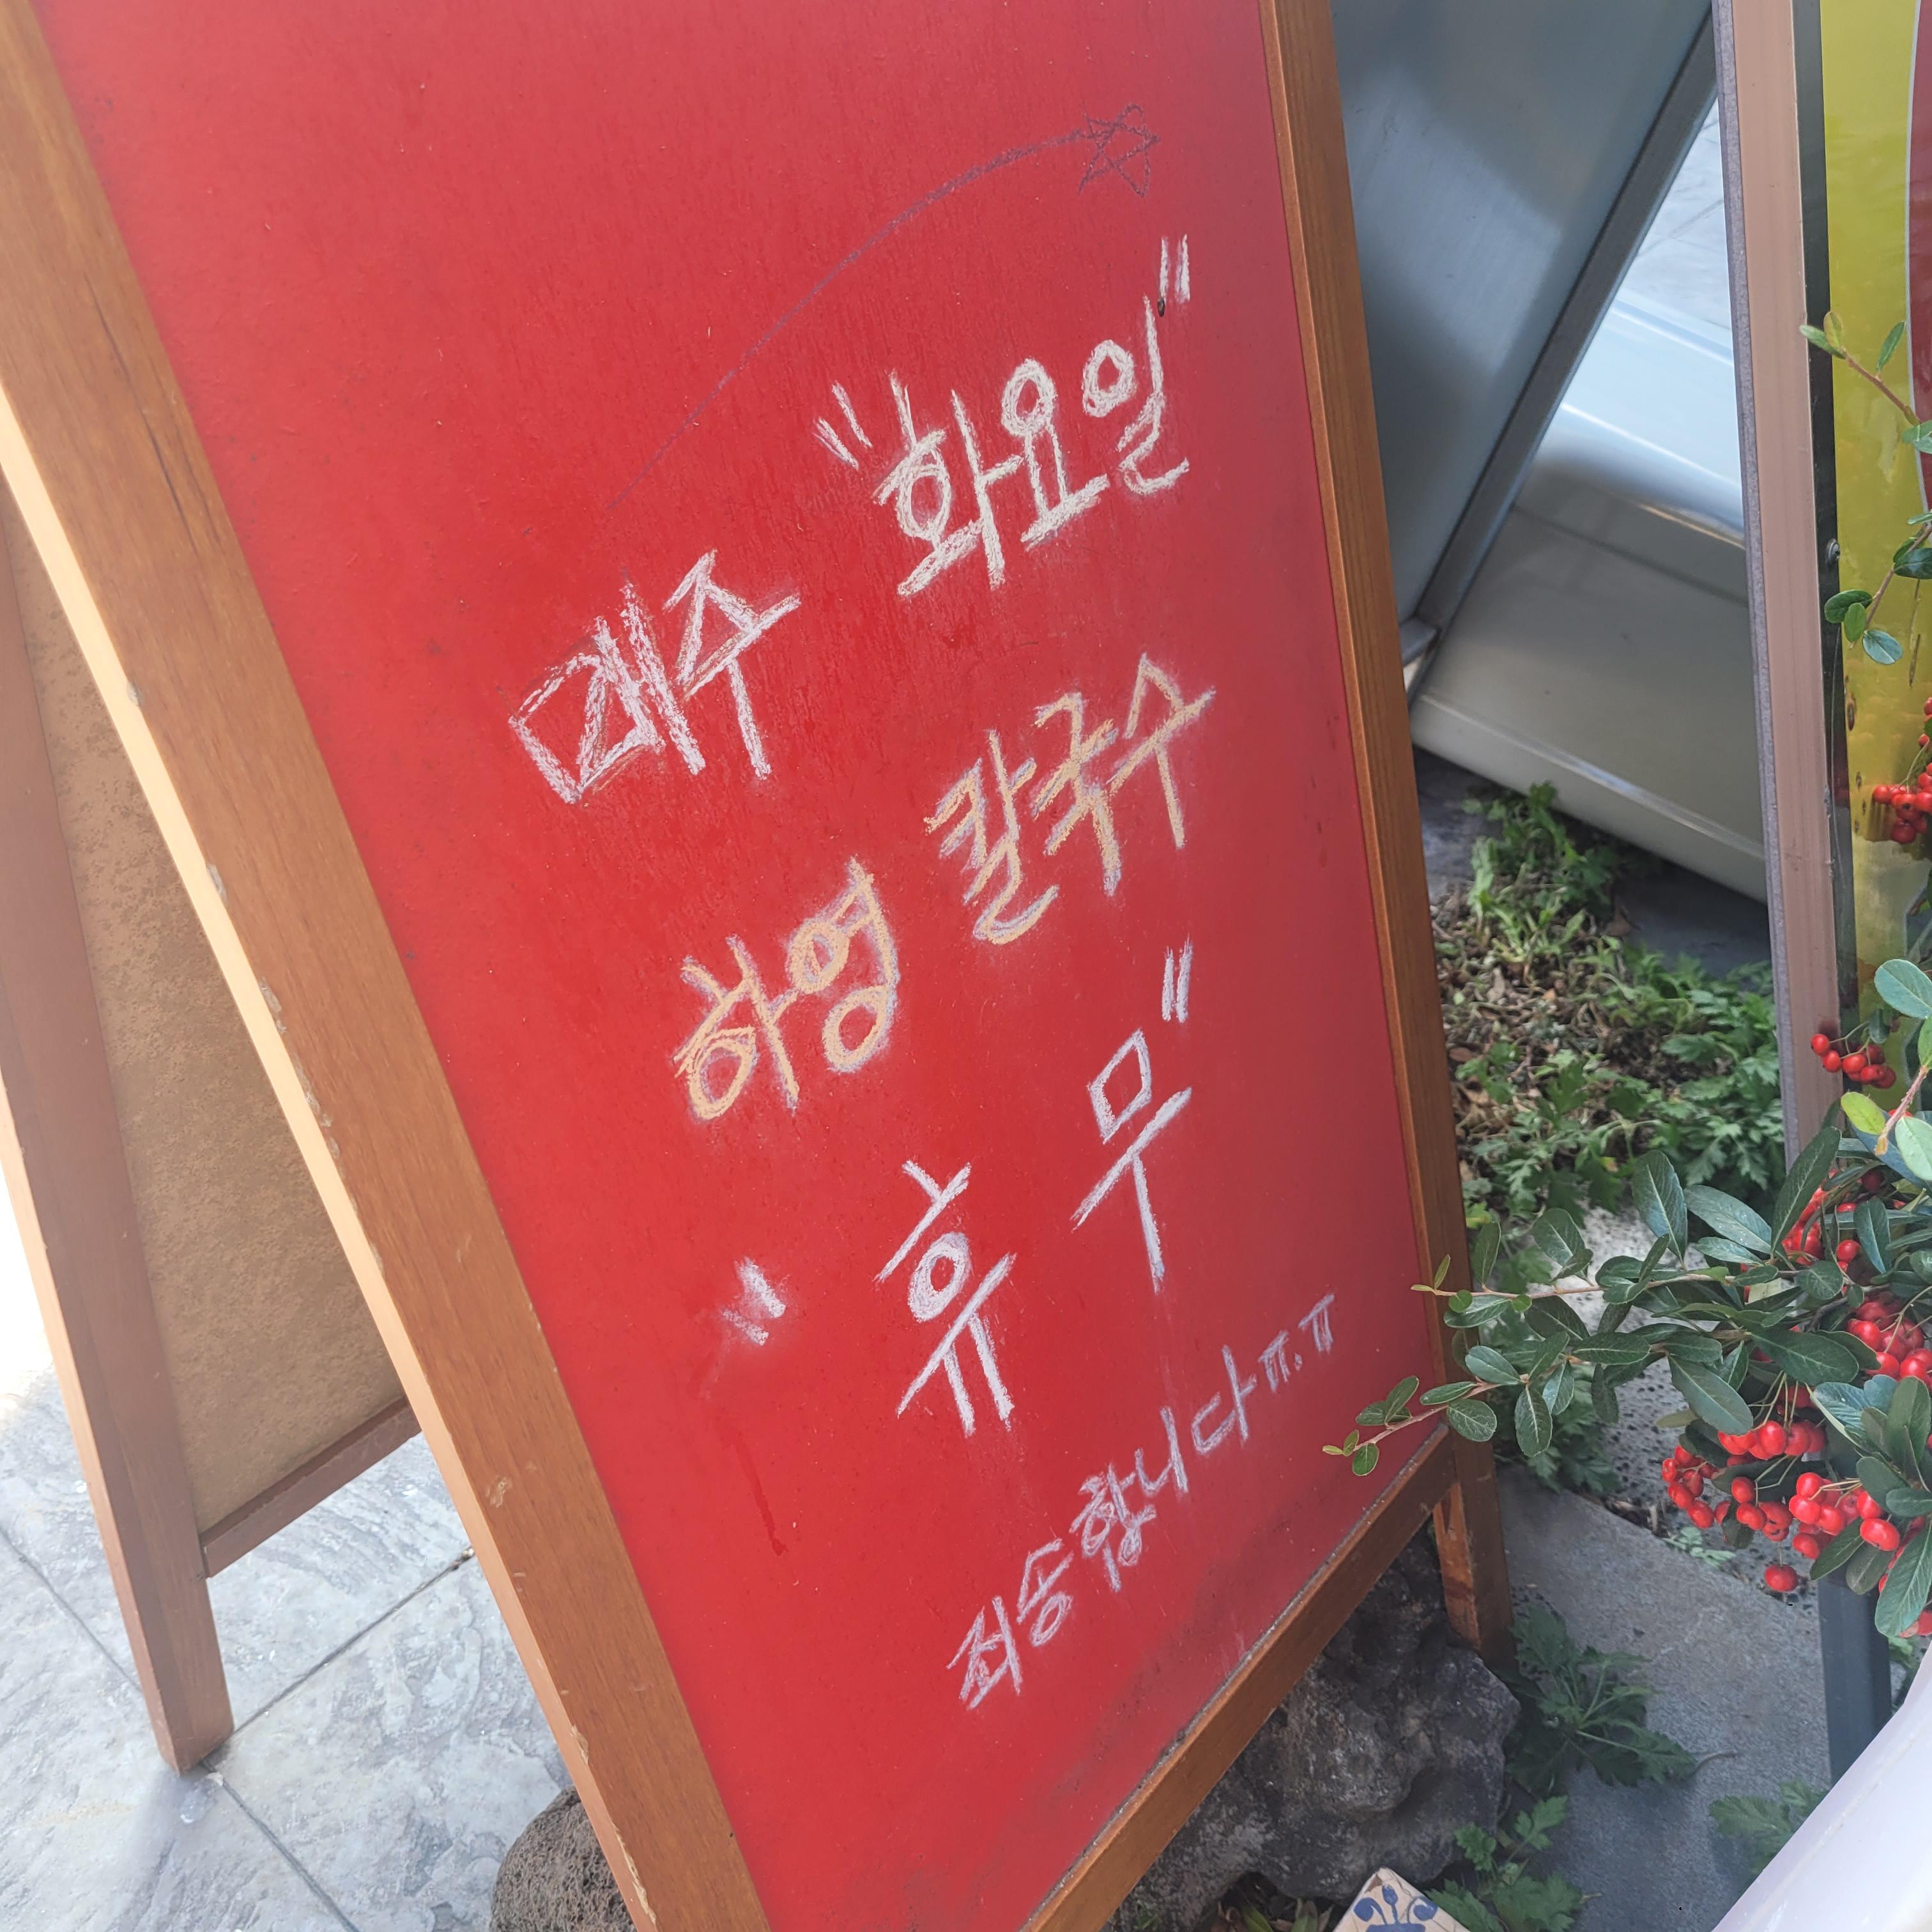 매주 "화요일"
하영 칼국수
"휴 무"
죄송합니다ㅠ.ㅠ